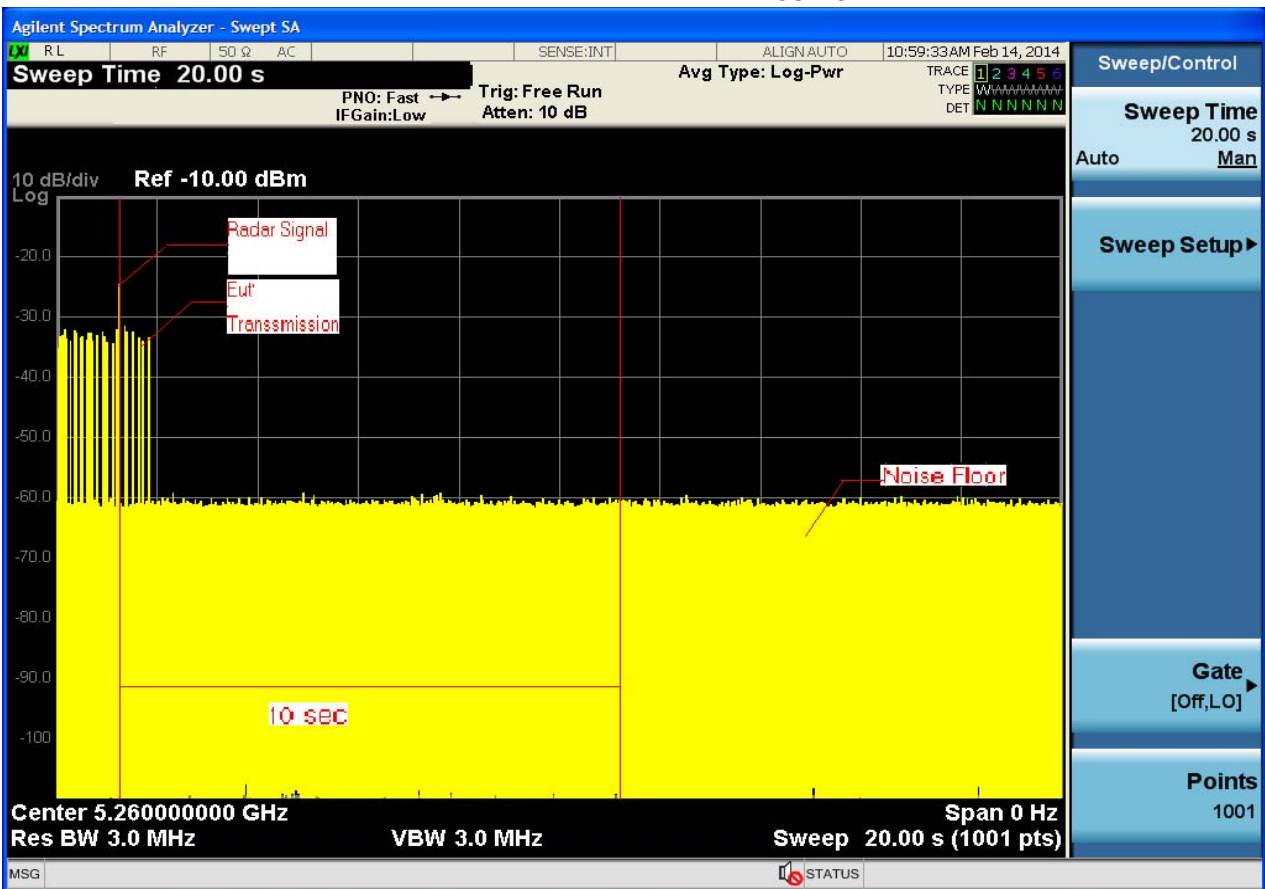 Agilent Spectrum Analyzer - Swept SA
LXI RL RF 50 Ω AC SENSE:INT ALIGN AUTO 10:59:33 AM Feb 14, 2014
Sweep Time 20.00 s
PNO: Fast
IFGain:Low
Trig: Free Run
Atten: 10 dB
Avg Type: Log-Pwr
TRACE 1 2 3 4 5 6
TYPE WWWWWW
DET N N N N N N
10 dB/div
Log
Ref -10.00 dBm
-20.0
-30.0
-40.0
-50.0
-60.0
-70.0
-80.0
-90.0
-100
Radar Signal
Eut'
Transsmission
Noise Floor
10 sec
Center 5.260000000 GHz
Span 0 Hz
Res BW 3.0 MHz
VBW 3.0 MHz
Sweep 20.00 s (1001 pts)
MSG
STATUS
Sweep/Control
Sweep Time
20.00 s
Auto Man
Sweep Setup
Gate
[Off,LO]
Points
1001